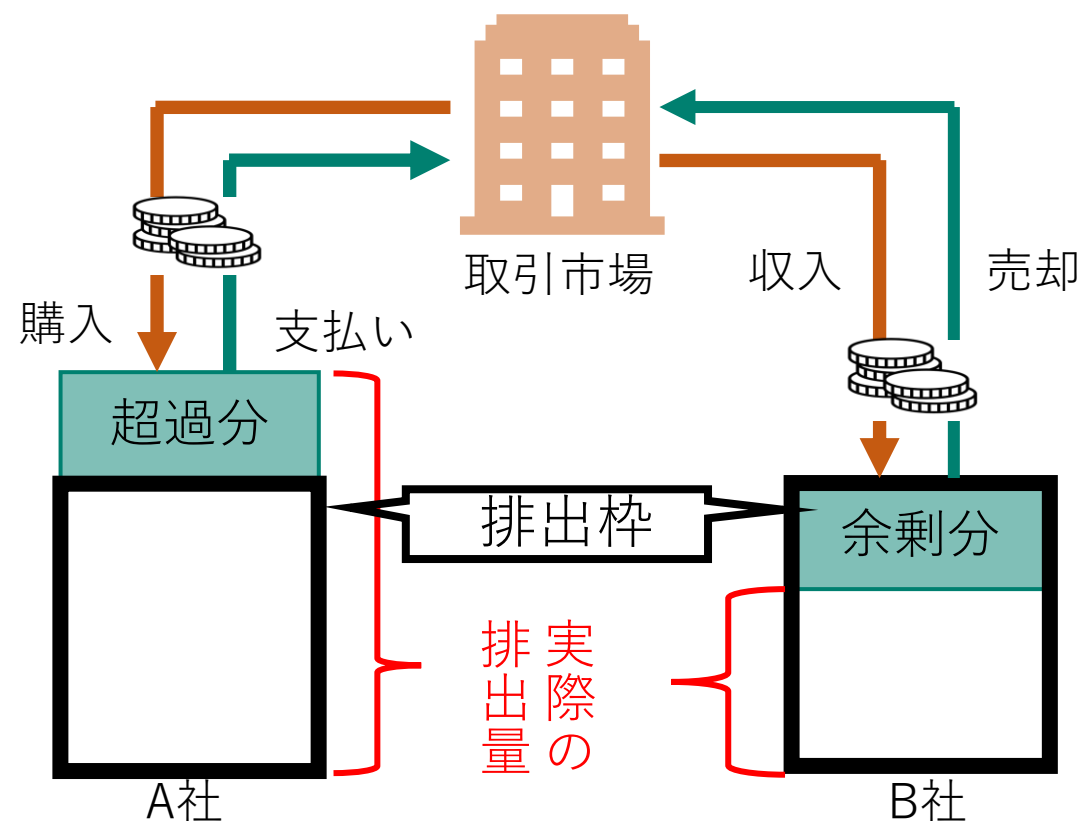 取引市場
収入
売却
購入
支払い
超過分
排出枠
余剰分
実際の
排出量
A社
B社